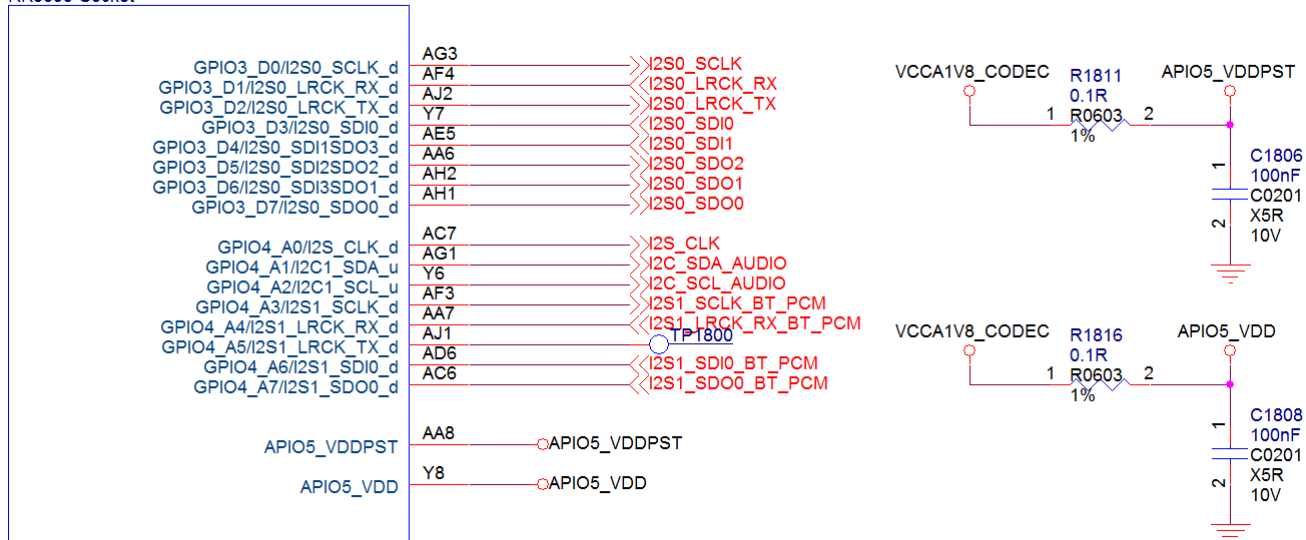 GPIO3_D0/I2S0_SCLK_d AG3 I2S0_SCLK
GPIO3_D1/I2S0_LRCK_RX_d AF4 I2S0_LRCK_RX
GPIO3_D2/I2S0_LRCK_TX_d AJ2 I2S0_LRCK_TX
GPIO3_D3/I2S0_SDI0_d Y7 I2S0_SDI0
GPIO3_D4/I2S0_SDI1SDO3_d AE5 I2S0_SDI1
GPIO3_D5/I2S0_SDI2SDO2_d AA6 I2S0_SDO2
GPIO3_D6/I2S0_SDI3SDO1_d AH2 I2S0_SDO1
GPIO3_D7/I2S0_SDO0_d AH1 I2S0_SDO0
GPIO4_A0/I2S_CLK_d AC7 I2S_CLK
GPIO4_A1/I2C1_SDA_u AG1 I2C_SDA_AUDIO
GPIO4_A2/I2C1_SCL_u Y6 I2C_SCL_AUDIO
GPIO4_A3/I2S1_SCLK_d AF3 I2S1_SCLK_BT_PCM
GPIO4_A4/I2S1_LRCK_RX_d AA7 I2S1_LRCK_RX_BT_PCM
GPIO4_A5/I2S1_LRCK_TX_d AJ1 TP1800
GPIO4_A6/I2S1_SDI0_d AD6 I2S1_SDI0_BT_PCM
GPIO4_A7/I2S1_SDO0_d AC6 I2S1_SDO0_BT_PCM
APIO5_VDDPST AA8 APIO5_VDDPST
APIO5_VDD Y8 APIO5_VDD
VCCA1V8_CODEC R1811 APIO5_VDDPST
0.1R
1 R0603 2
1%
1 C1806
100nF
C0201
2 X5R
10V
VCCA1V8_CODEC R1816 APIO5_VDD
0.1R
1 R0603 2
1%
1 C1808
100nF
C0201
2 X5R
10V